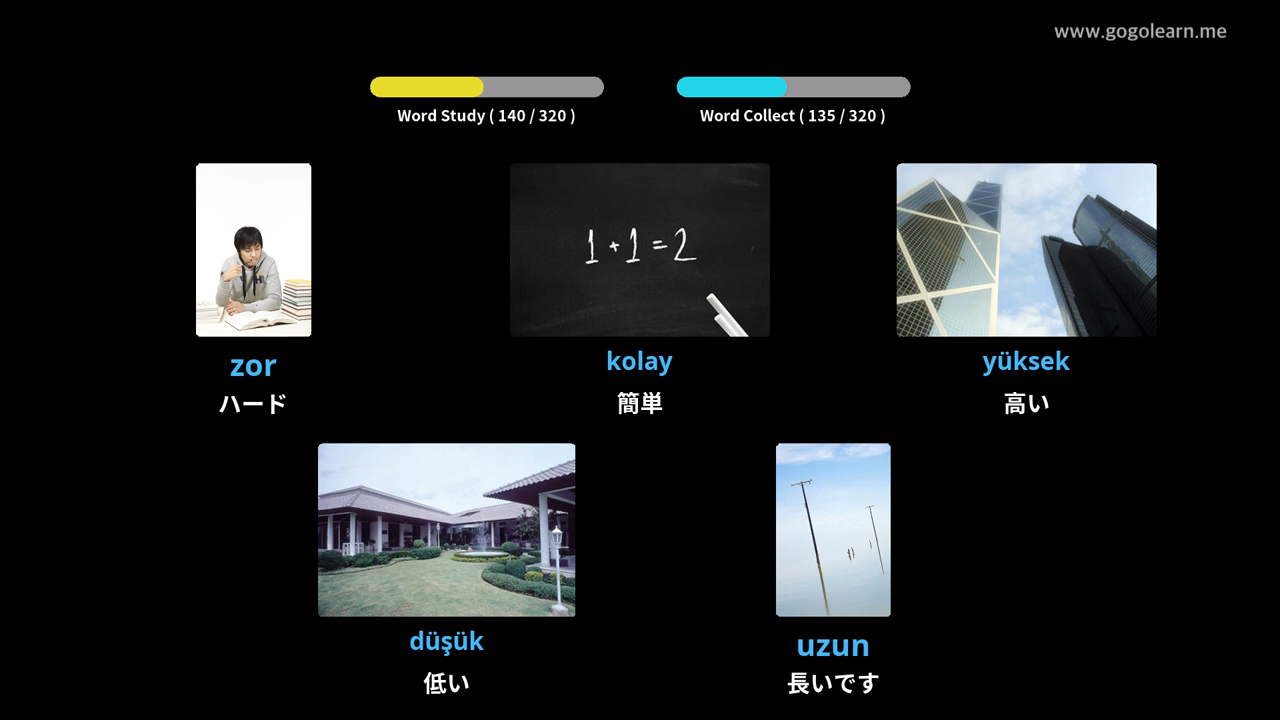 www.gogolearn.me
Word Study ( 140 / 320 )
Word Collect ( 135 / 320 )
1 + 1 = 2
zor
ハード
kolay
簡単
yüksek
高い
düşük
低い
uzun
長いです